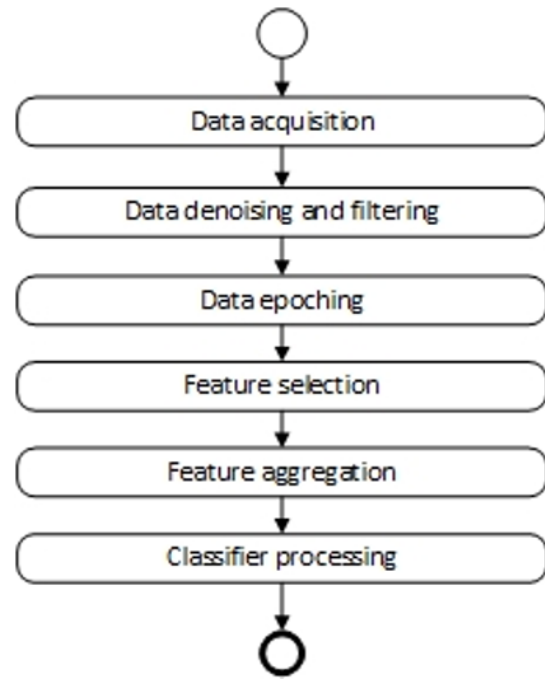 Data acquisition
Data denoising and filtering
Data epoching
Feature selection
Feature aggregation
Classifier processing